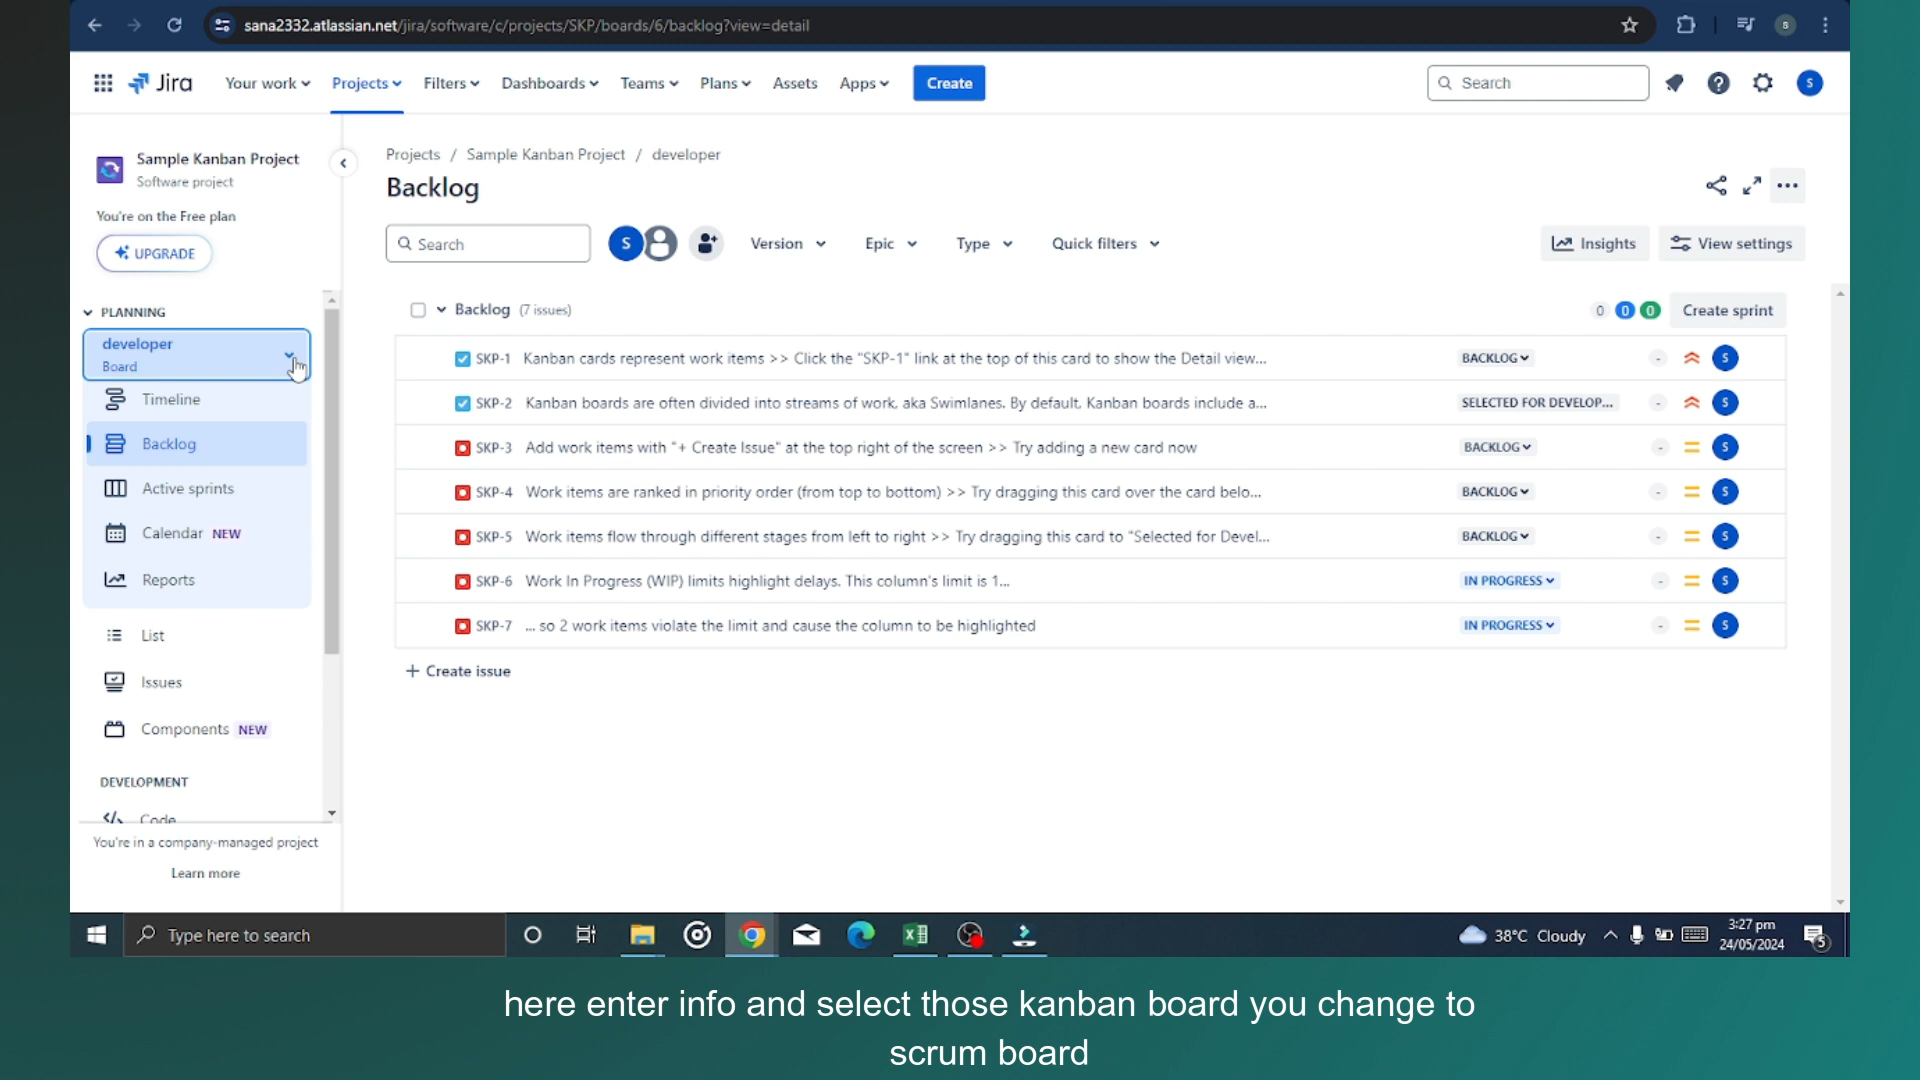 sana2332.atlassian.net/jira/software/c/projects/SKP/boards/6/backlog?view=detail
S
Jira
Your work
Projects
Filters
Dashboards
Teams
Plans
Assets
Apps
Create
Search
S
Sample Kanban Project
Software project
You're on the Free plan
UPGRADE
PLANNING
developer
Board
Timeline
Backlog
Active sprints
Calendar NEW
Reports
List
Issues
Components NEW
DEVELOPMENT
Code
You're in a company-managed project
Learn more
Projects / Sample Kanban Project / developer
Backlog
Search
S
Version
Epic
Type
Quick filters
Insights
View settings
Backlog (7 issues)
0 0 0
Create sprint
SKP-1 Kanban cards represent work items >> Click the "SKP-1" link at the top of this card to show the Detail view... BACKLOG - S
SKP-2 Kanban boards are often divided into streams of work, aka Swimlanes. By default, Kanban boards include a... SELECTED FOR DEVELOP... - S
SKP-3 Add work items with "+ Create Issue" at the top right of the screen >> Try adding a new card now BACKLOG - S
SKP-4 Work items are ranked in priority order (from top to bottom) >> Try dragging this card over the card belo... BACKLOG - S
SKP-5 Work items flow through different stages from left to right >> Try dragging this card to "Selected for Devel... BACKLOG - S
SKP-6 Work In Progress (WIP) limits highlight delays. This column's limit is 1... IN PROGRESS - S
SKP-7 ... so 2 work items violate the limit and cause the column to be highlighted IN PROGRESS - S
+ Create issue
Type here to search
38°C Cloudy
3:27 pm
24/05/2024
5
here enter info and select those kanban board you change to
scrum board